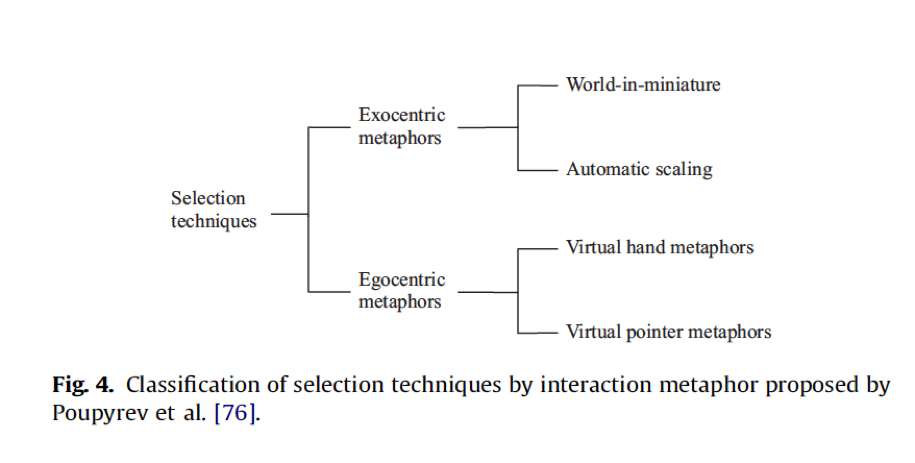 World-in-miniature
Exocentric
metaphors
Automatic scaling
Selection
techniques
Virtual hand metaphors
Egocentric
metaphors
Virtual pointer metaphors
Fig. 4. Classification of selection techniques by interaction metaphor proposed by
Poupyrev et al. [76].